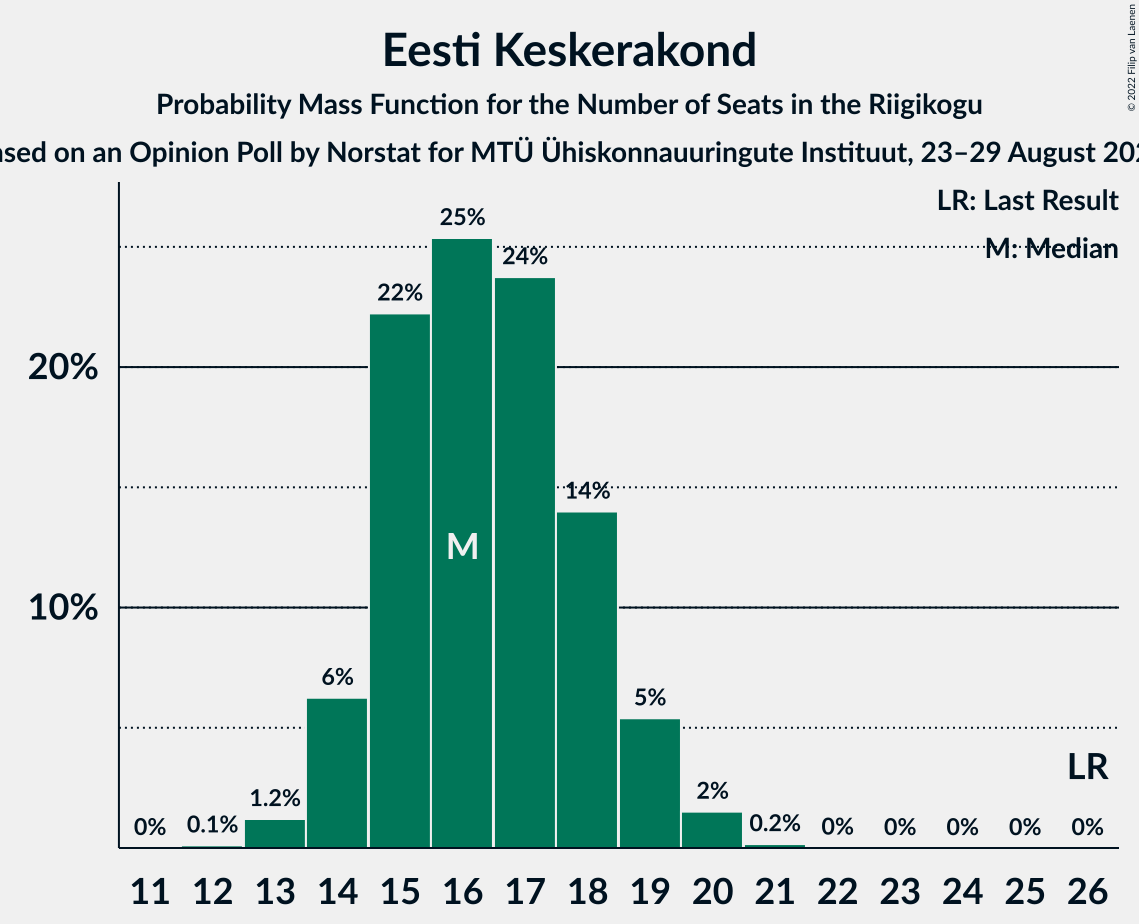 Eesti Keskerakond
Probability Mass Function for the Number of Seats in the Riigikogu
on an Opinion Poll by Norstat for MTÜ Ühiskonnauuringute Instituut, 23–29 August
© 2022 Filip van Laenen
LR: Last Result
M: Median
25%
24%
22%
20%
14%
M
10%
6%
5%
LR
2%
1.2%
0% 0.1% 0.2% 0% 0% 0% 0% 0%
11 12 13 14 15 16 17 18 19 20 21 22 23 24 25 26